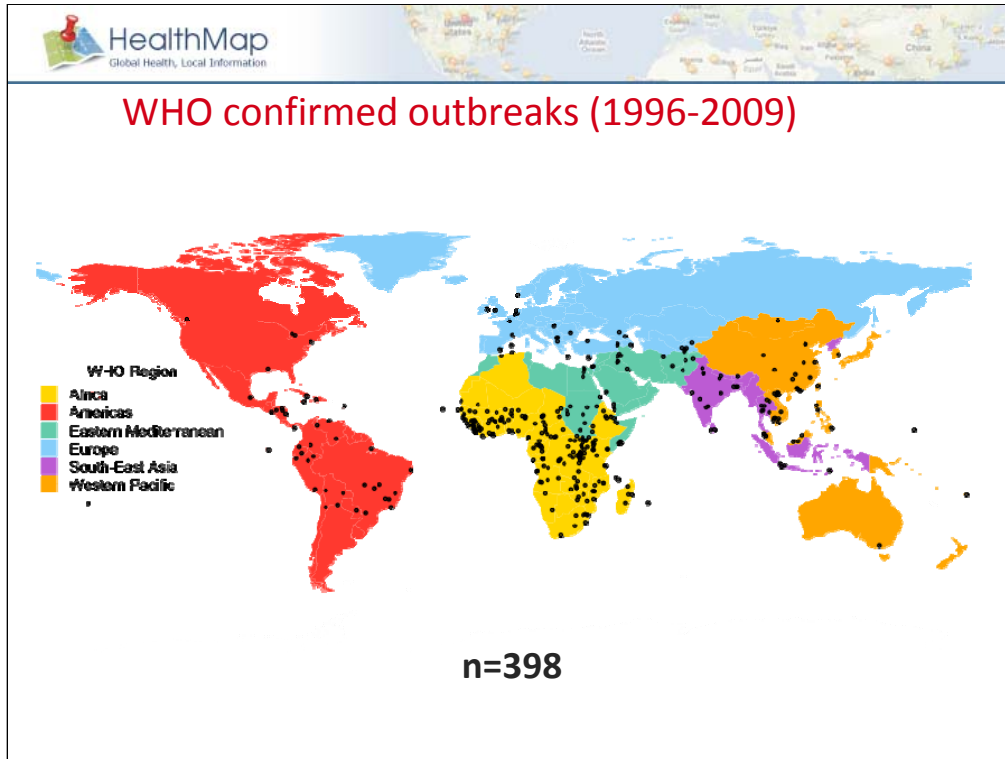 HealthMap
Global Health, Local Information
WHO confirmed outbreaks (1996-2009)
WHO Region
Africa
Americas
Eastern Mediterranean
Europe
South-East Asia
Western Pacific
n=398